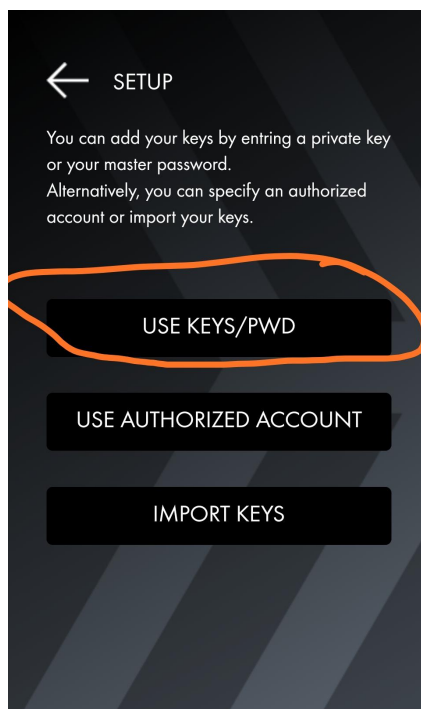 SETUP
You can add your keys by entring a private key
or your master password.
Alternatively, you can specify an authorized
account or import your keys.
USE KEYS/PWD
USE AUTHORIZED ACCOUNT
IMPORT KEYS